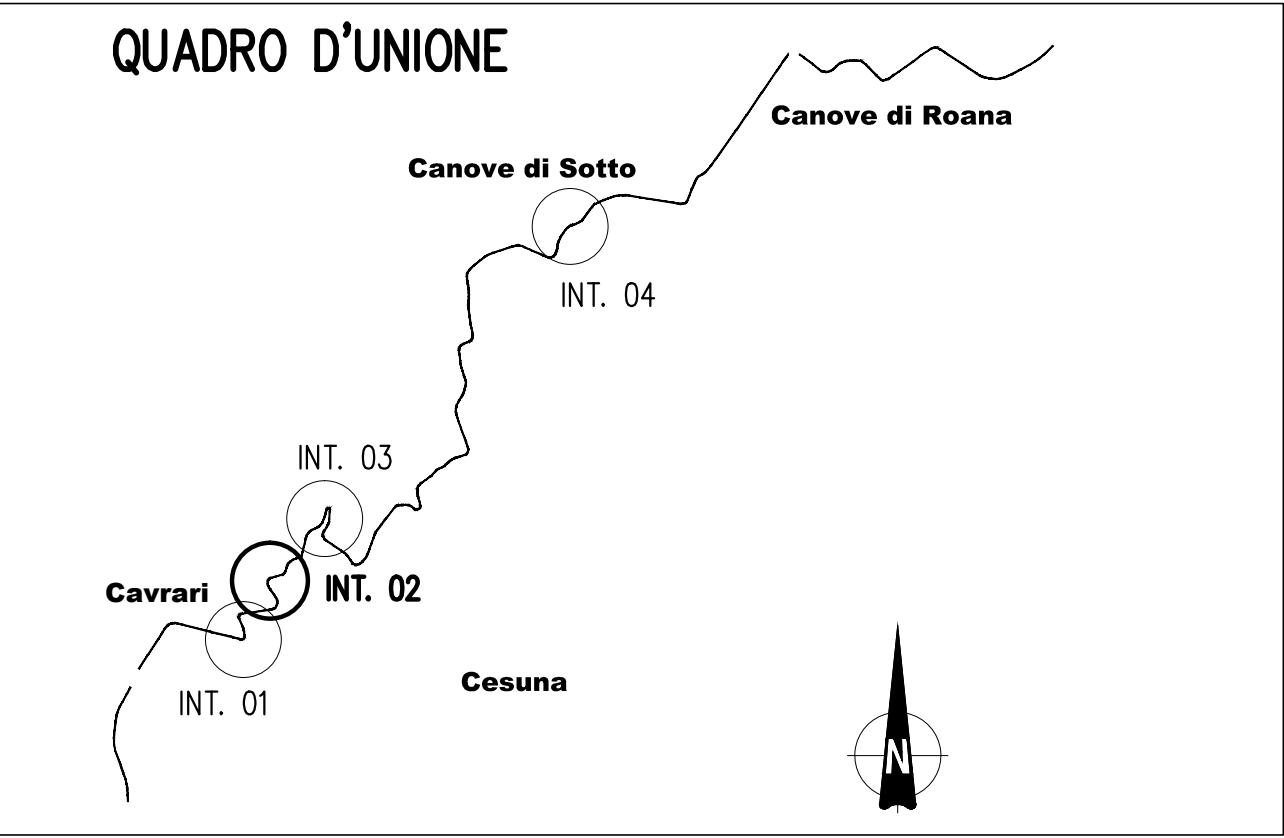 QUADRO D'UNIONE
Canove di Roana
Canove di Sotto
INT. 04
INT. 03
INT. 02
Cavrari
Cesuna
INT. 01
N